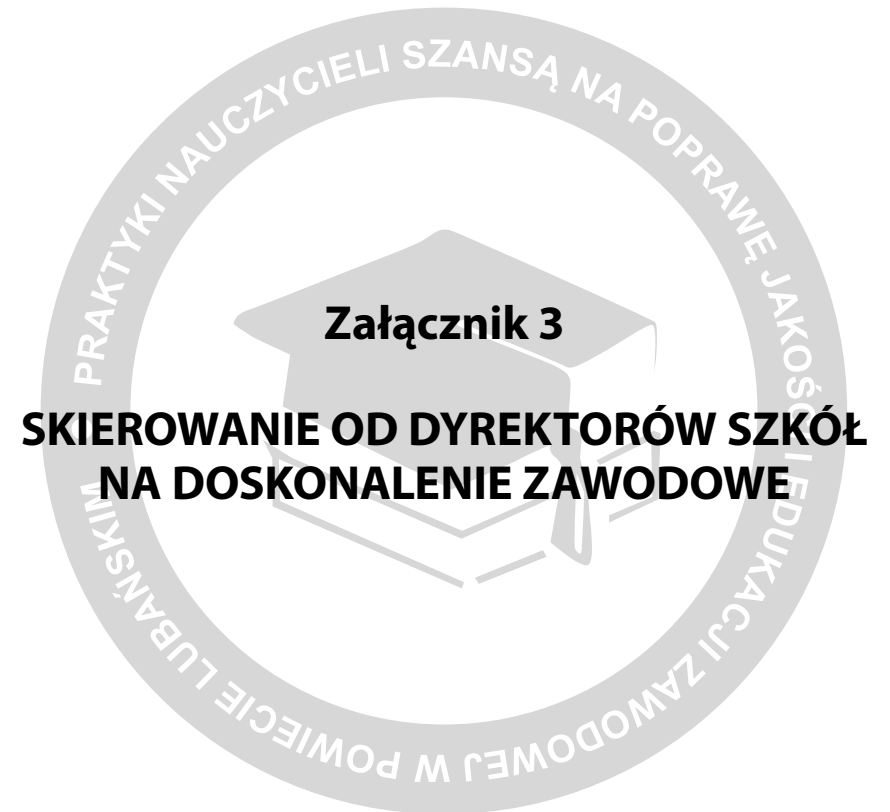 PRAKTYKI NAUCZYCIELI SZANSĄ NA POPRAWĘ JAKOŚCI EDUKACJI ZAWODOWEJ W POWIECIE LUBAŃSKIM
Załącznik 3
SKIEROWANIE OD DYREKTORÓW SZKÓŁ
NA DOSKONALENIE ZAWODOWE